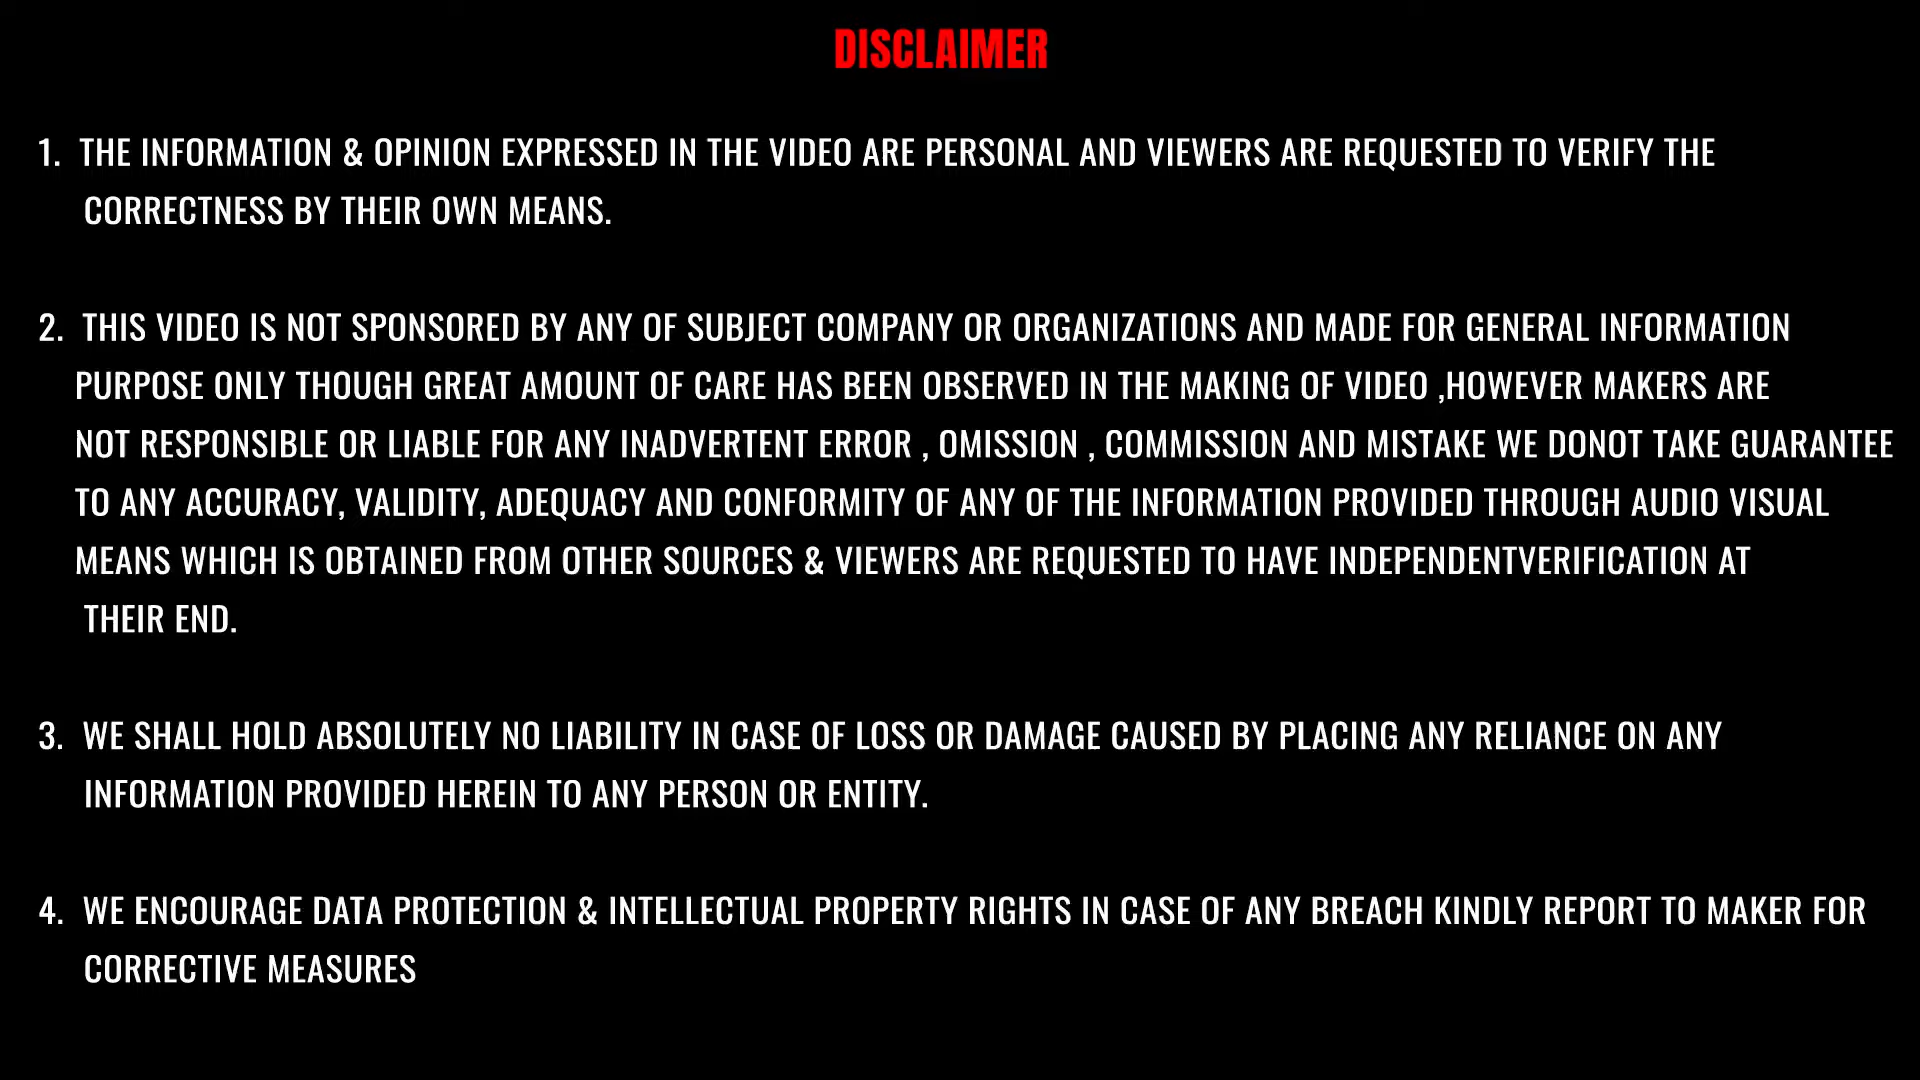 DISCLAIMER
1. THE INFORMATION & OPINION EXPRESSED IN THE VIDEO ARE PERSONAL AND VIEWERS ARE REQUESTED TO VERIFY THE
CORRECTNESS BY THEIR OWN MEANS.
2. THIS VIDEO IS NOT SPONSORED BY ANY OF SUBJECT COMPANY OR ORGANIZATIONS AND MADE FOR GENERAL INFORMATION
PURPOSE ONLY THOUGH GREAT AMOUNT OF CARE HAS BEEN OBSERVED IN THE MAKING OF VIDEO ,HOWEVER MAKERS ARE
NOT RESPONSIBLE OR LIABLE FOR ANY INADVERTENT ERROR , OMISSION , COMMISSION AND MISTAKE WE DONOT TAKE GUARANTEE
TO ANY ACCURACY, VALIDITY, ADEQUACY AND CONFORMITY OF ANY OF THE INFORMATION PROVIDED THROUGH AUDIO VISUAL
MEANS WHICH IS OBTAINED FROM OTHER SOURCES & VIEWERS ARE REQUESTED TO HAVE INDEPENDENTVERIFICATION AT
THEIR END.
3. WE SHALL HOLD ABSOLUTELY NO LIABILITY IN CASE OF LOSS OR DAMAGE CAUSED BY PLACING ANY RELIANCE ON ANY
INFORMATION PROVIDED HEREIN TO ANY PERSON OR ENTITY.
4. WE ENCOURAGE DATA PROTECTION & INTELLECTUAL PROPERTY RIGHTS IN CASE OF ANY BREACH KINDLY REPORT TO MAKER FOR
CORRECTIVE MEASURES